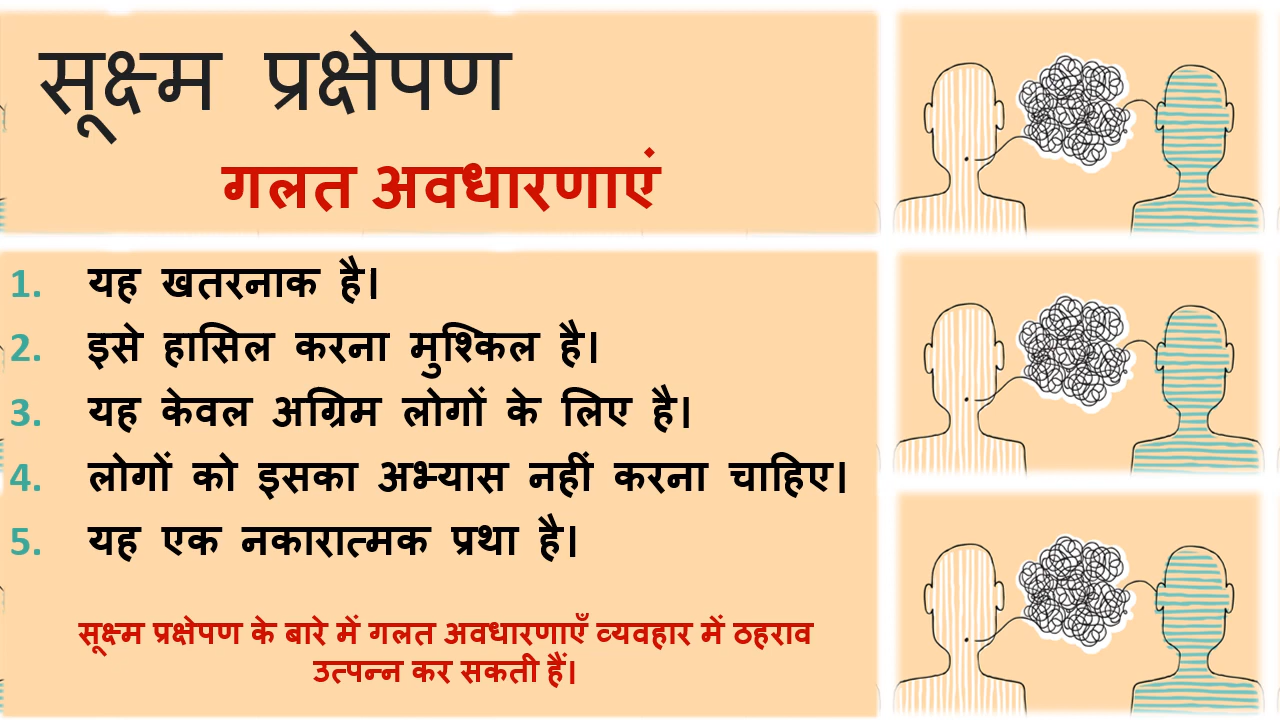 सूक्ष्म प्रक्षेपण
गलत अवधारणाएं
1. यह खतरनाक है।
2. इसे हासिल करना मुश्किल है।
3. यह केवल अग्रिम लोगों के लिए है।
4. लोगों को इसका अभ्यास नहीं करना चाहिए।
5. यह एक नकारात्मक प्रथा है।
सूक्ष्म प्रक्षेपण के बारे में गलत अवधारणाएँ व्यवहार में ठहराव
उत्पन्न कर सकती हैं।